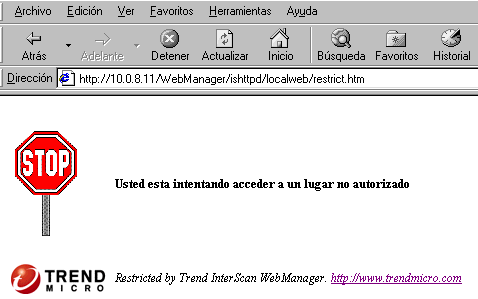 Archivo Edición Ver Favoritos Herramientas Ayuda
Atrás Adelante Detener Actualizar Inicio Búsqueda Favoritos Historial
Dirección http://10.0.8.11/WebManager/ishttpd/localweb/restrict.htm
STOP
Usted esta intentando acceder a un lugar no autorizado
TREND
MICRO
Restricted by Trend InterScan WebManager. http://www.trendmicro.com